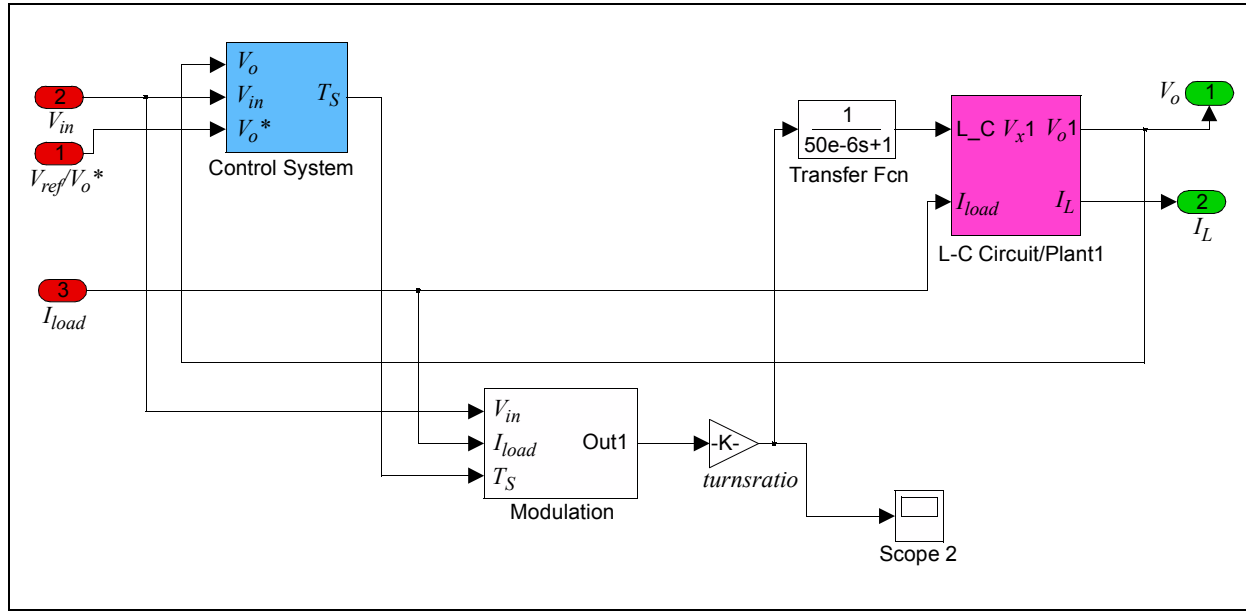 V_o
V_in T_S
V_o*
Control System
2
V_in
1
V_ref/V_o*
3
I_load
1
50e-6s+1
Transfer Fcn
L_C V_x1 V_o1
I_load I_L
L-C Circuit/Plant1
V_o 1
2
I_L
V_in
I_load Out1
T_S
Modulation
-K-
turnsratio
Scope 2